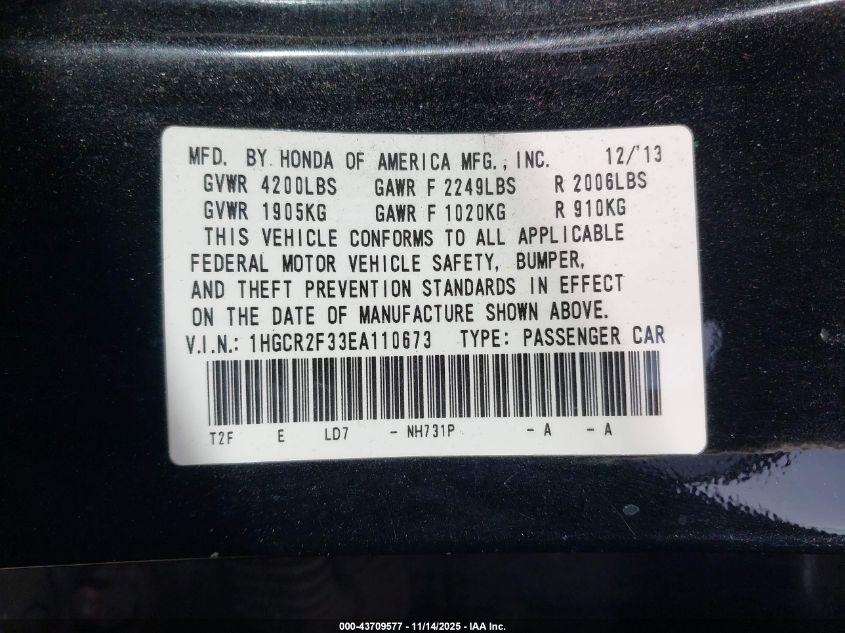 MFD. BY HONDA OF AMERICA MFG., INC. 12/'13
GVWR 4200LBS GAWR F 2249LBS R 2006LBS
GVWR 1905KG GAWR F 1020KG R 910KG
THIS VEHICLE CONFORMS TO ALL APPLICABLE
FEDERAL MOTOR VEHICLE SAFETY, BUMPER,
AND THEFT PREVENTION STANDARDS IN EFFECT
ON THE DATE OF MANUFACTURE SHOWN ABOVE.
V.I.N.: 1HGCR2F33EA110673 TYPE: PASSENGER CAR
T2F E LD7 - NH731P - A - A
000-43709577 - 11/14/2025 - IAA Inc.